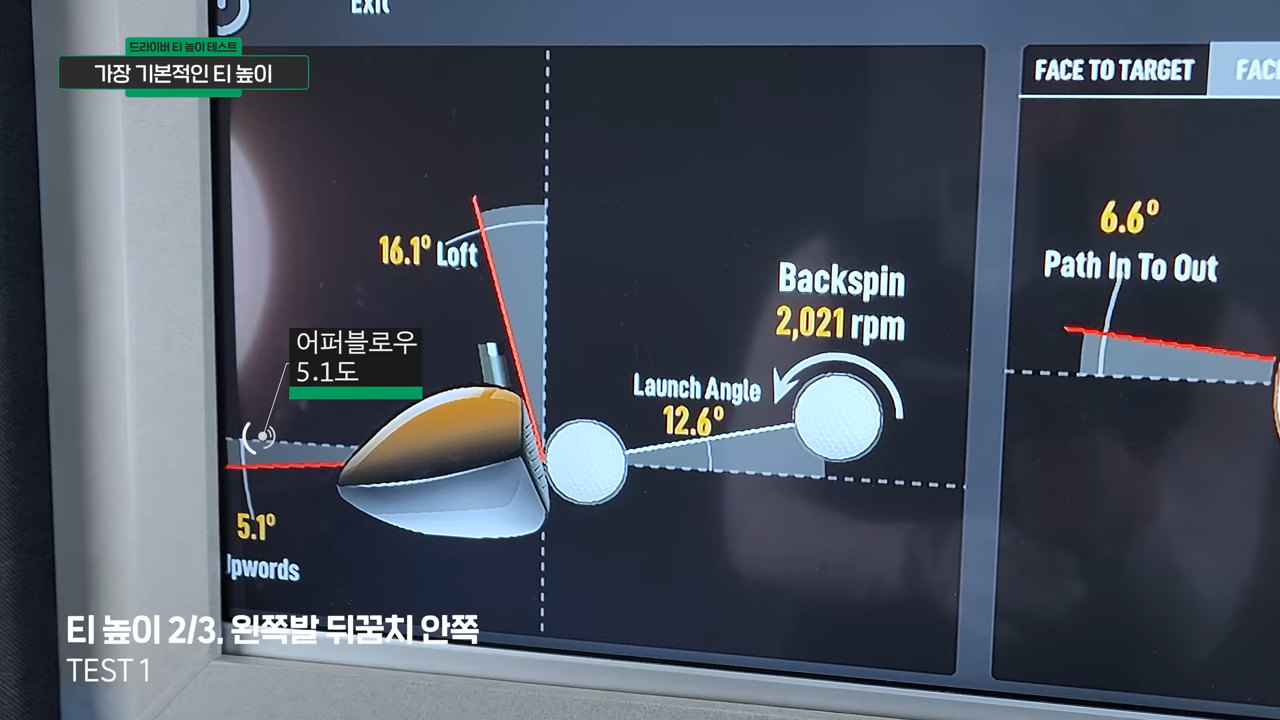 Exit
드라이버 티 높이 테스트
가장 기본적인 티 높이
FACE TO TARGET
16.1° Loft
Backspin
2,021 rpm
6.6°
Path In To Out
어퍼블로우
5.1도
Launch Angle
12.6°
5.1°
Upwords
티 높이 2/3. 왼쪽발 뒤꿈치 안쪽
TEST 1